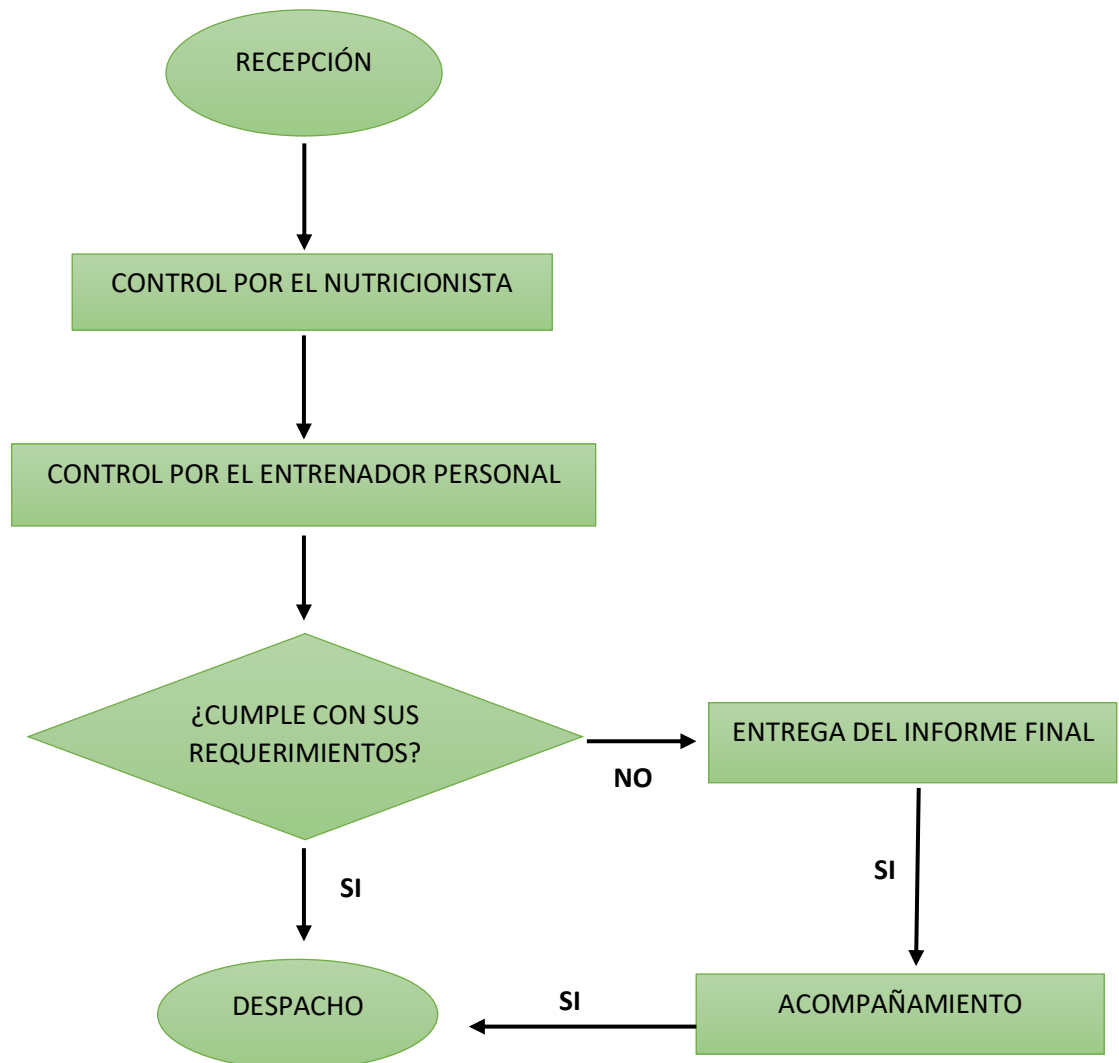 RECEPCIÓN
CONTROL POR EL NUTRICIONISTA
CONTROL POR EL ENTRENADOR PERSONAL
¿CUMPLE CON SUS
REQUERIMIENTOS?
NO
ENTREGA DEL INFORME FINAL
SI
SI
DESPACHO
SI
ACOMPAÑAMIENTO